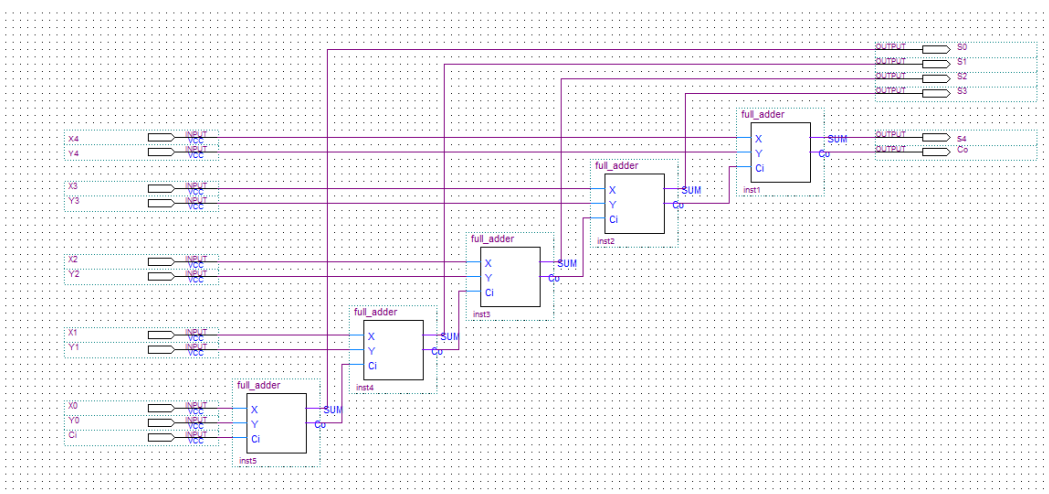 OUTPUT S0
OUTPUT S1
OUTPUT S2
OUTPUT S3
full_adder
X4 INPUT VCC X SUM OUTPUT S4
Y4 INPUT VCC Y Co OUTPUT Co
Ci
inst1
full_adder
X3 INPUT VCC X SUM
Y3 INPUT VCC Y Co
Ci
inst2
full_adder
X2 INPUT VCC X SUM
Y2 INPUT VCC Y Co
Ci
inst3
full_adder
X1 INPUT VCC X SUM
Y1 INPUT VCC Y Co
Ci
inst4
full_adder
X0 INPUT VCC X SUM
Y0 INPUT VCC Y Co
Ci INPUT VCC Ci
inst5